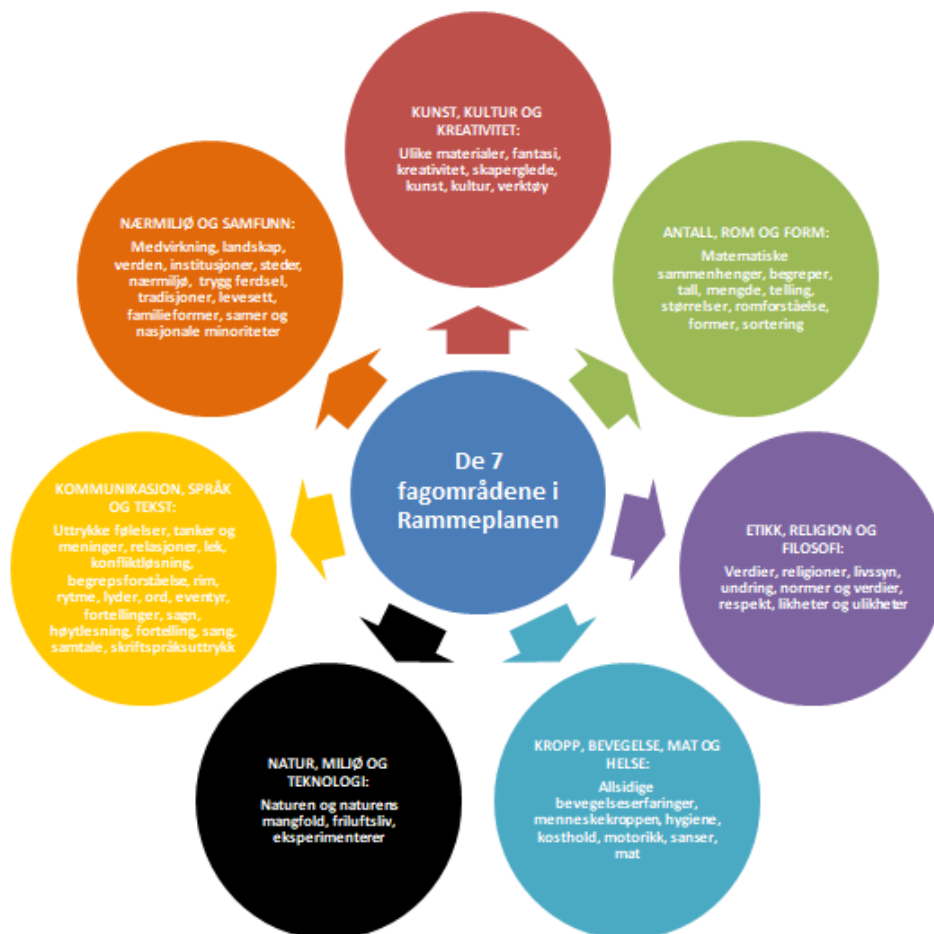 KUNST, KULTUR OG
KREATIVITET:
Ulike materialer, fantasi,
kreativitet, skaperglede,
kunst, kultur, verktøy
ANTALL, ROM OG FORM:
Matematiske
sammenhenger, begreper,
tall, mengde, telling,
størrelser, romforståelse,
former, sortering
ETIKK, RELIGION OG
FILOSOFI:
Verdier, religioner, livssyn,
undring, normer og verdier,
respekt, likheter og ulikheter
KROPP, BEVEGELSE, MAT OG
HELSE:
Allsidige
bevegelseserfaringer,
menneskekroppen, hygiene,
kosthold, motorikk, sanser,
mat
NATUR, MILJØ OG
TEKNOLOGI:
Naturen og naturens
mangfold, friluftsliv,
eksperimenterer
KOMMUNIKASJON, SPRÅK
OG TEKST:
Uttrykke følelser, tanker og
meninger, relasjoner, lek,
konfliktløsning,
begrepsforståelse, rim,
rytme, lyder, ord, eventyr,
fortellinger, sagn,
høytlesning, fortelling, sang,
samtale, skriftspråksuttrykk
NÆRMILJØ OG SAMFUNN:
Medvirkning, landskap,
verden, institusjoner, steder,
nærmiljø, trygg ferdsel,
tradisjoner, levesett,
familieformer, samer og
nasjonale minoriteter
De 7
fagområdene i
Rammeplanen